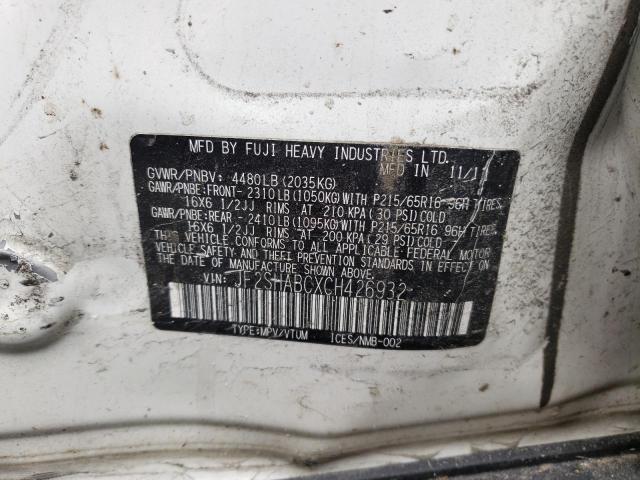 MFD BY FUJI HEAVY INDUSTRIES LTD.
MFD IN 11/11
GVWR/PNBV: 4480LB(2035KG)
GAWR/PNBE:FRONT-2310LB(1050KG)WITH P215/65R16 96H TIRES,
16X6 1/2JJ RIMS AT 210KPA(30 PSI)COLD
GAWR/PNBE:REAR -2410LB(1095KG)WITH P215/65R16 96H TIRES,
16X6 1/2JJ RIMS AT 200KPA(29 PSI)COLD
THIS VEHICLE CONFORMS TO ALL APPLICABLE FEDERAL MOTOR
VEHICLE SAFETY AND THEFT PREVENTION STANDARDS IN EFFECT
ON THE DATE OF MANUFACTURE SHOWN ABOVE.
VIN: JF2SHABCXCH426932
TYPE:MPV/VTUM ICES/NMB-002